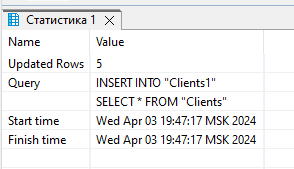 Статистика 1
Name Value
Updated Rows 5
Query INSERT INTO "Clients1"
SELECT * FROM "Clients"
Start time Wed Apr 03 19:47:17 MSK 2024
Finish time Wed Apr 03 19:47:17 MSK 2024